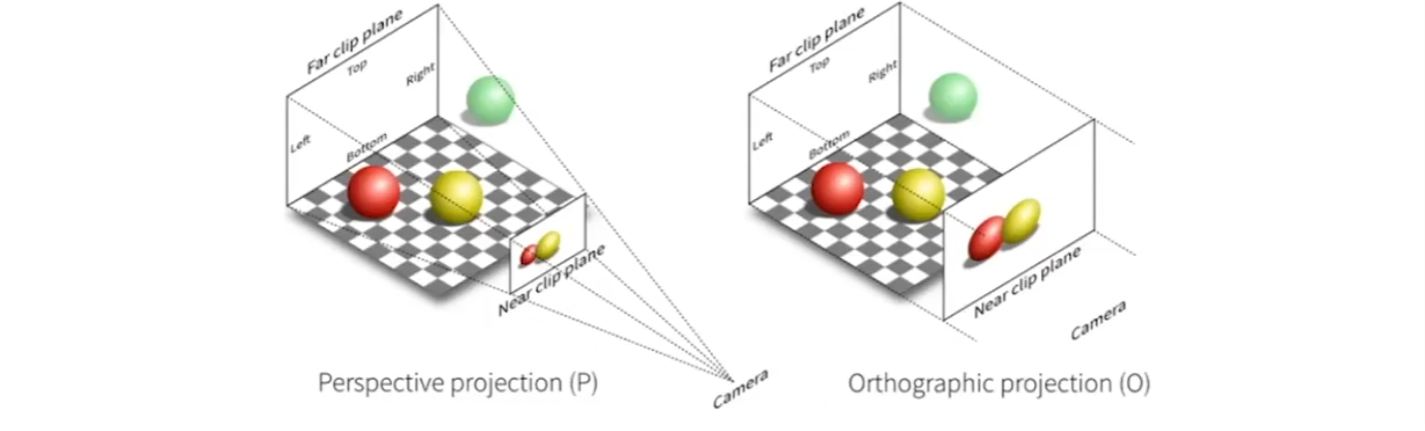 Far clip plane
Top
Right
Left
Bottom
Near clip plane
Camera
Perspective projection (P)
Far clip plane
Top
Right
Left
Bottom
Near clip plane
Camera
Orthographic projection (O)